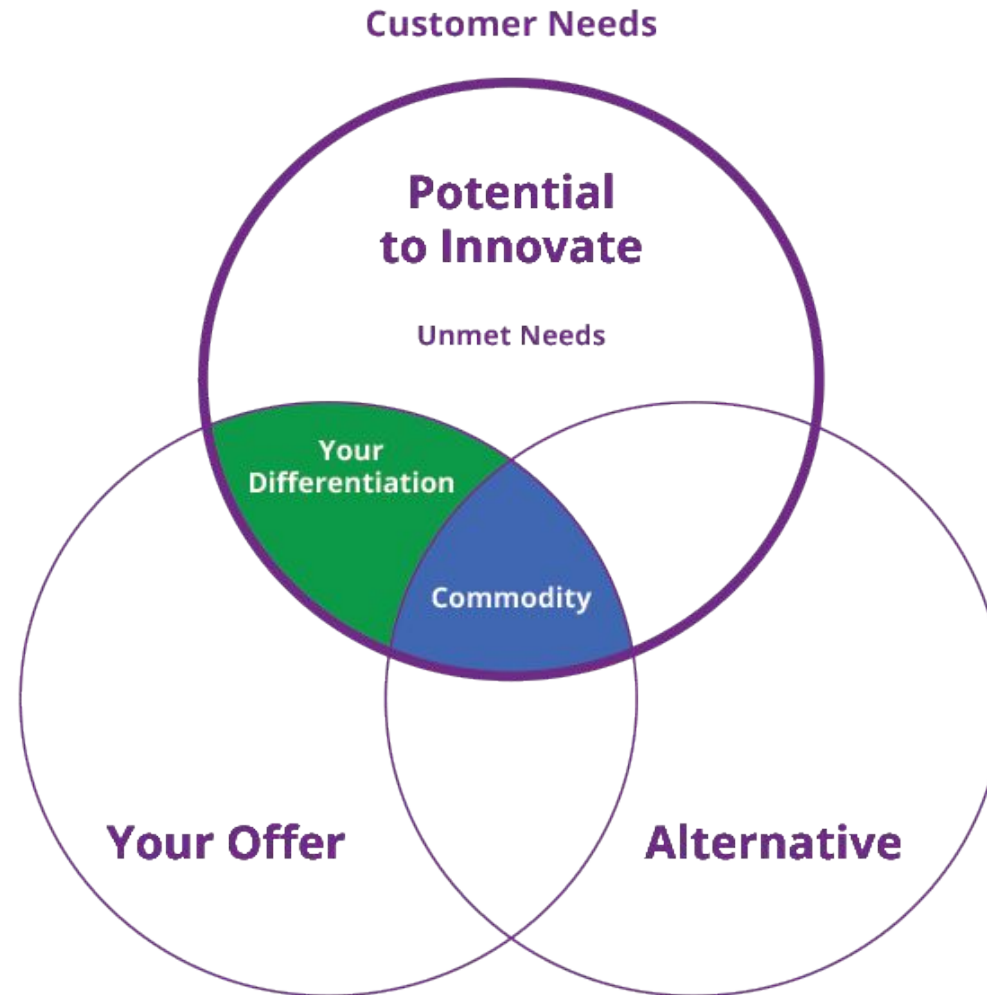 Customer Needs
Potential
to Innovate
Unmet Needs
Your
Differentiation
Commodity
Your Offer
Alternative